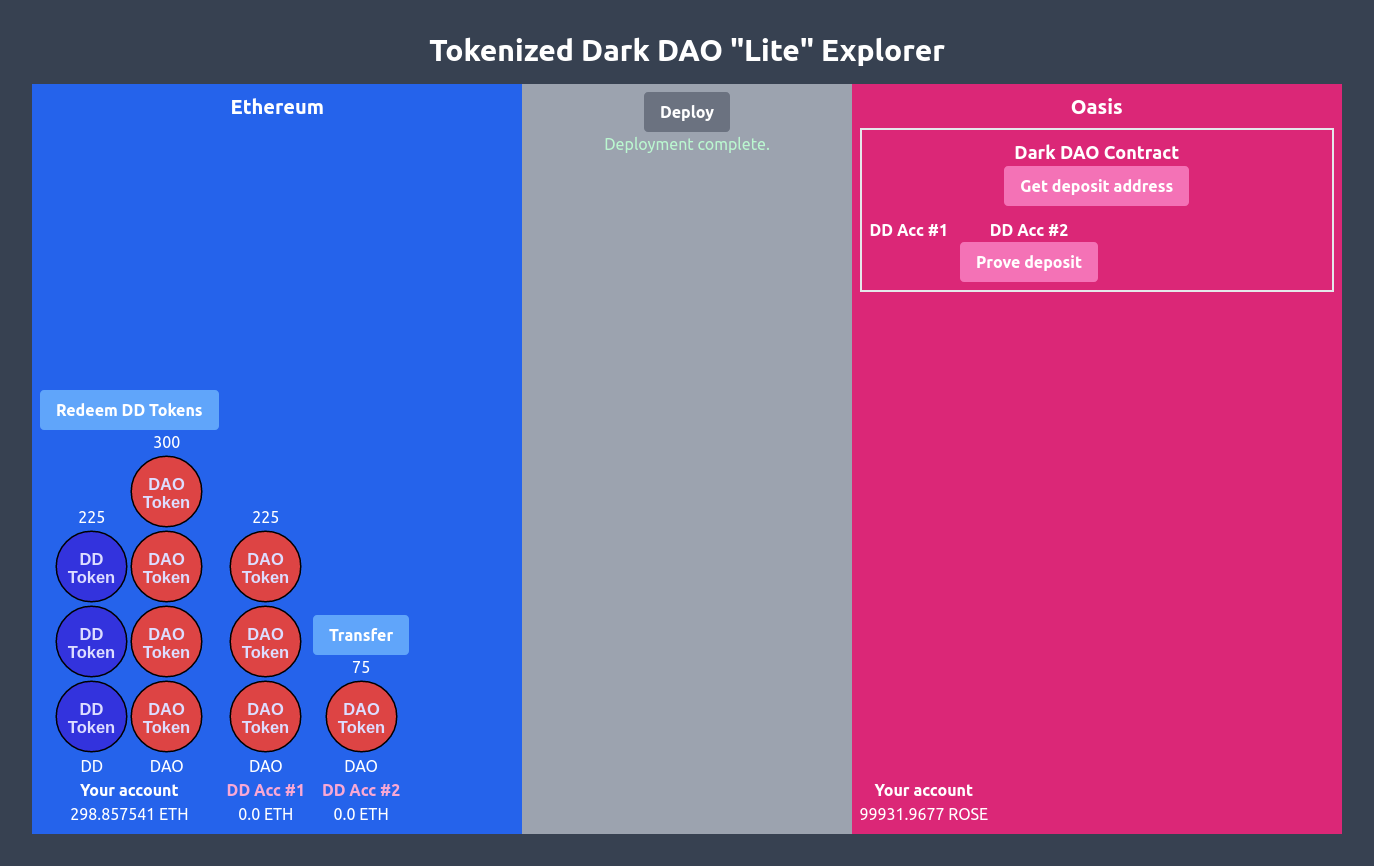 Tokenized Dark DAO "Lite" Explorer
Ethereum
Redeem DD Tokens
300
DAO
Token
225
225
DD
Token
DAO
Token
DAO
Token
DD
Token
DAO
Token
DAO
Token
Transfer
75
DD
Token
DAO
Token
DAO
Token
DAO
Token
DD
DAO
DAO
DAO
Your account
DD Acc #1
DD Acc #2
298.857541 ETH
0.0 ETH
0.0 ETH
Deploy
Deployment complete.
Oasis
Dark DAO Contract
Get deposit address
DD Acc #1
DD Acc #2
Prove deposit
Your account
99931.9677 ROSE